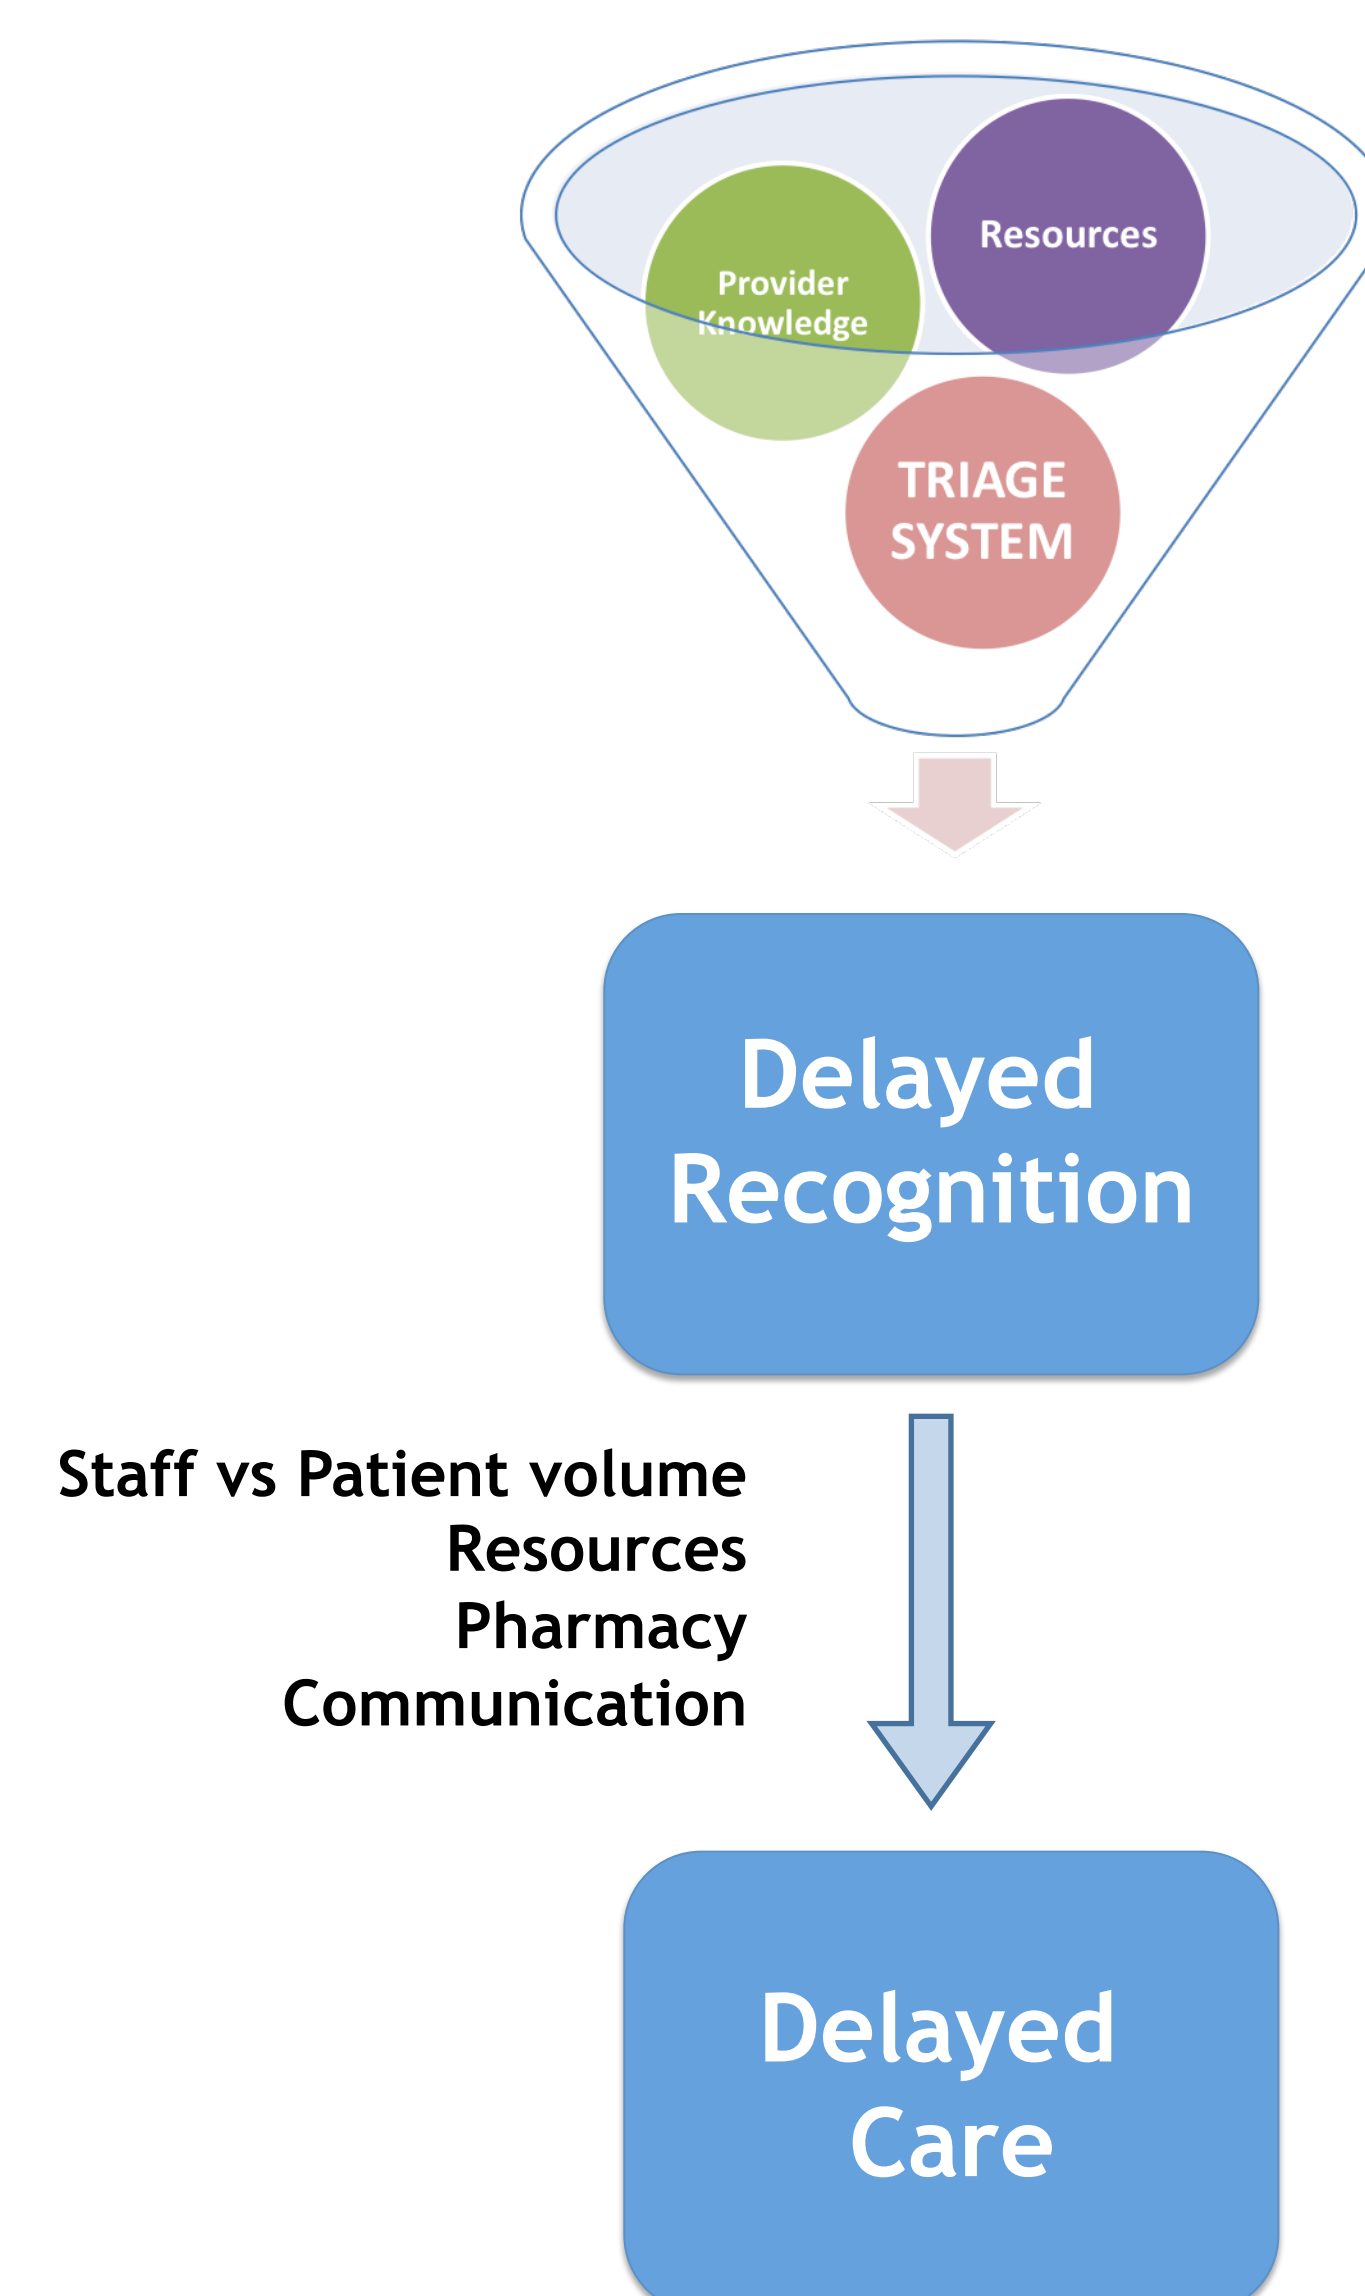 Resources
Provider
Knowledge
TRIAGE
SYSTEM
Delayed
Recognition
Staff vs Patient volume
Resources
Pharmacy
Communication
Delayed
Care